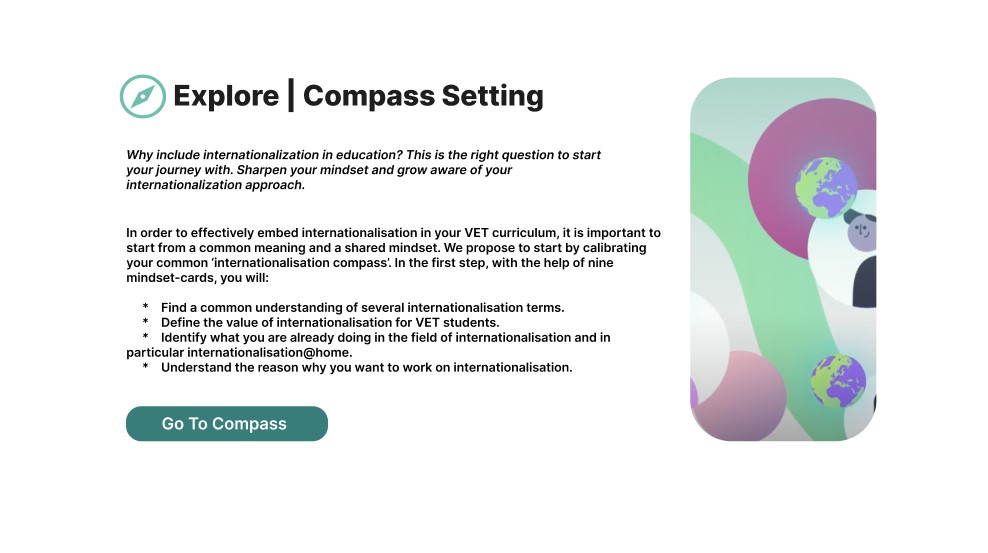 Explore | Compass Setting
Why include internationalization in education? This is the right question to start
your journey with. Sharpen your mindset and grow aware of your
internationalization approach.
In order to effectively embed internationalisation in your VET curriculum, it is important to
start from a common meaning and a shared mindset. We propose to start by calibrating
your common ‘internationalisation compass’. In the first step, with the help of nine
mindset-cards, you will:
* Find a common understanding of several internationalisation terms.
* Define the value of internationalisation for VET students.
* Identify what you are already doing in the field of internationalisation and in
particular internationalisation@home.
* Understand the reason why you want to work on internationalisation.
Go To Compass